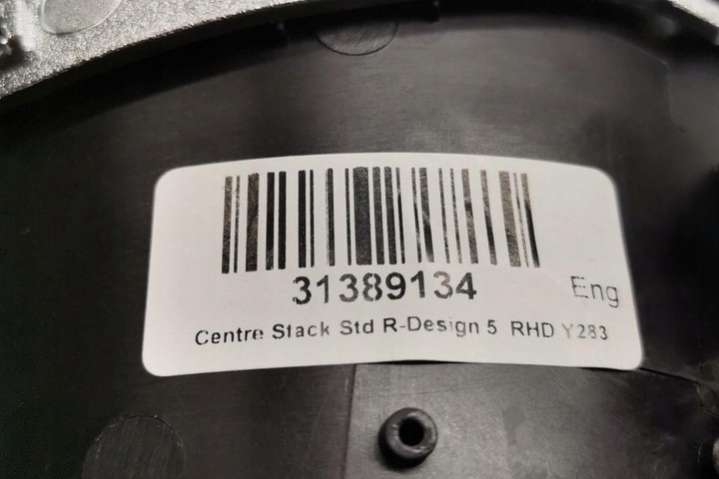 31389134
Eng
Centre Stack Std R-Design 5 RHD Y283